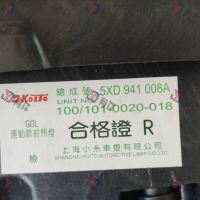 KOITO
總成號 5XD 941 008A
UNIT NO
100/101-0020-018
GOL
運動款前照燈
合格證 R
檢
上海小糸車燈有限公司
SHANGHAI KOITO AUTOMOTIVE LAMP CO.LTD